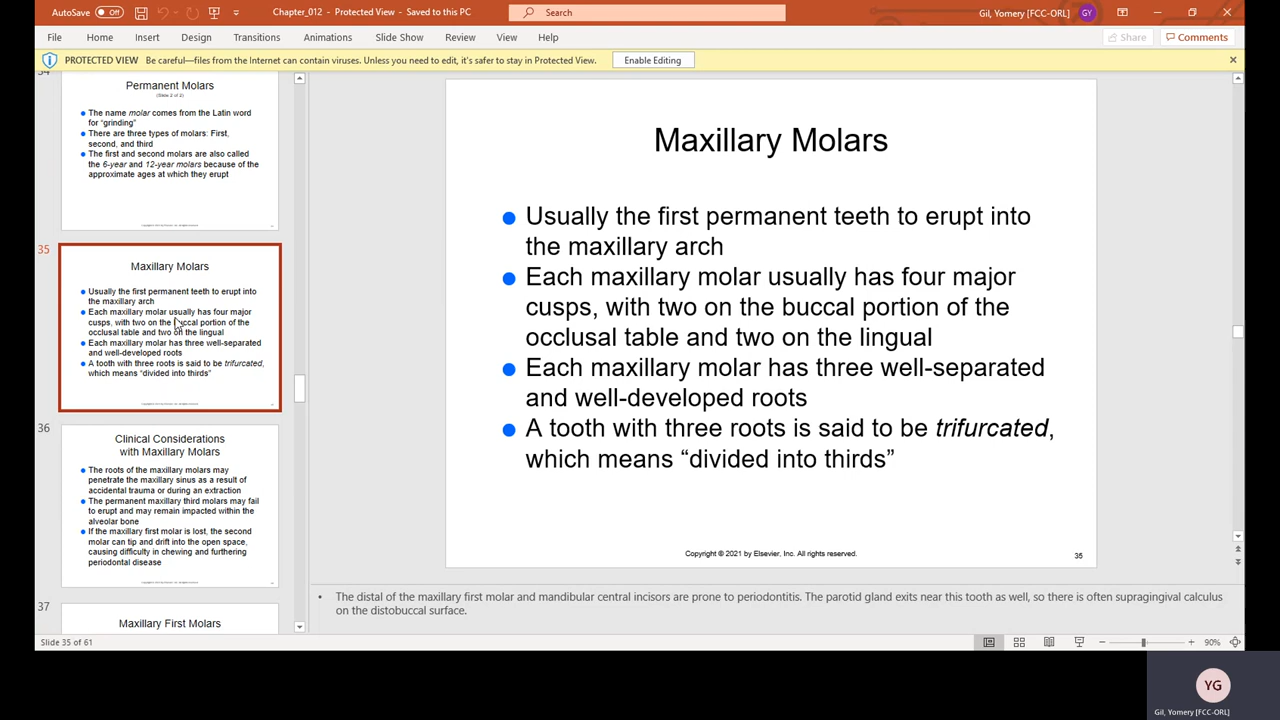 AutoSave Off Chapter_012 - Protected View - Saved to this PC Search Gil, Yomery [FCC-ORL] GY
File Home Insert Design Transitions Animations Slide Show Review View Help Share Comments
PROTECTED VIEW Be careful—files from the Internet can contain viruses. Unless you need to edit, it's safer to stay in Protected View. Enable Editing
Permanent Molars
(Slide 2 of 2)
The name molar comes from the Latin word
for "grinding"
There are three types of molars: First,
second, and third
The first and second molars are also called
the 6-year and 12-year molars because of the
approximate ages at which they erupt
35
Maxillary Molars
Usually the first permanent teeth to erupt into
the maxillary arch
Each maxillary molar usually has four major
cusps, with two on the buccal portion of the
occlusal table and two on the lingual
Each maxillary molar has three well-separated
and well-developed roots
A tooth with three roots is said to be trifurcated,
which means "divided into thirds"
36
Clinical Considerations
with Maxillary Molars
The roots of the maxillary molars may
penetrate the maxillary sinus as a result of
accidental trauma or during an extraction
The permanent maxillary third molars may fail
to erupt and may remain impacted within the
alveolar bone
If the maxillary first molar is lost, the second
molar can tip and drift into the open space,
causing difficulty in chewing and furthering
periodontal disease
37
Maxillary First Molars
Maxillary Molars
Usually the first permanent teeth to erupt into
the maxillary arch
Each maxillary molar usually has four major
cusps, with two on the buccal portion of the
occlusal table and two on the lingual
Each maxillary molar has three well-separated
and well-developed roots
A tooth with three roots is said to be trifurcated,
which means “divided into thirds”
Copyright © 2021 by Elsevier, Inc. All rights reserved. 35
• The distal of the maxillary first molar and mandibular central incisors are prone to periodontitis. The parotid gland exits near this tooth as well, so there is often supragingival calculus
on the distobuccal surface.
Slide 35 of 61 90%
YG
Gil, Yomery [FCC-ORL]